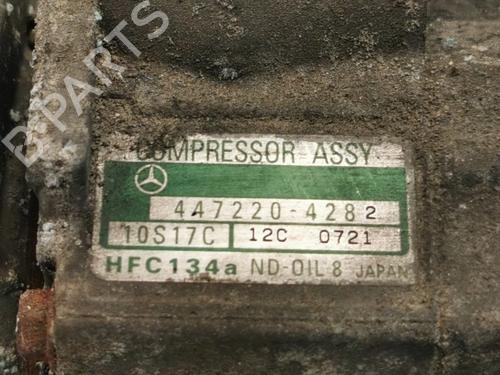 B-PARTS
COMPRESSOR ASSY
447220-4282
10S17C 12C 0721
HFC134a ND-OIL 8 JAPAN